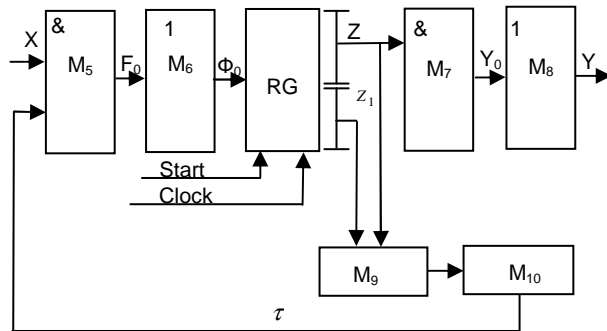 X
&
M₅
F₀
1
M₆
Φ₀
RG
Z
Z₁
&
M₇
Y₀
1
M₈
Y
Start
Clock
M₉
M₁₀
τ